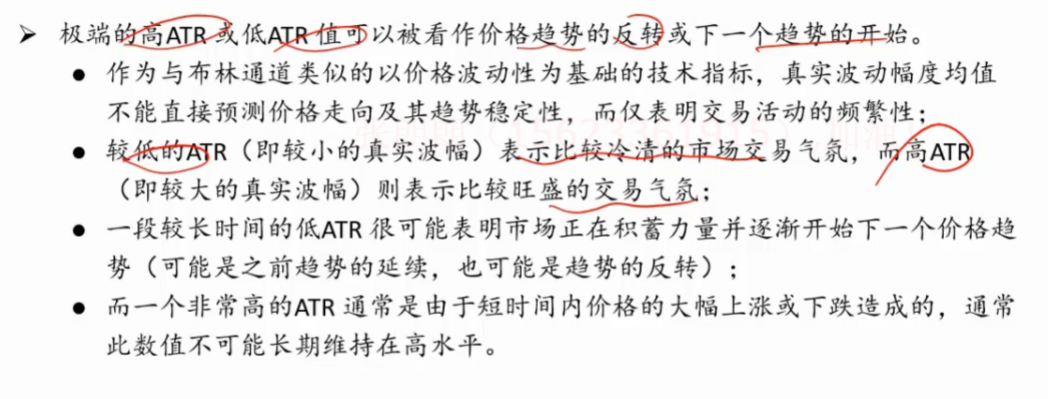 ➢ 极端的高ATR或低ATR值可以被看作价格趋势的反转或下一个趋势的开始。
● 作为与布林通道类似的以价格波动性为基础的技术指标，真实波动幅度均值
不能直接预测价格走向及其趋势稳定性，而仅表明交易活动的频繁性；
● 较低的ATR（即较小的真实波幅）表示比较冷清的市场交易气氛，而高ATR
（即较大的真实波幅）则表示比较旺盛的交易气氛；
● 一段较长时间的低ATR 很可能表明市场正在积蓄力量并逐渐开始下一个价格趋
势（可能是之前趋势的延续，也可能是趋势的反转）；
● 而一个非常高的ATR 通常是由于短时间内价格的大幅上涨或下跌造成的，通常
此数值不可能长期维持在高水平。